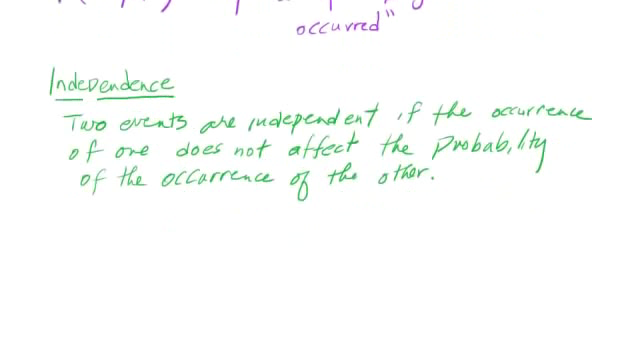 occurred"
Independence
Two events are independent if the occurrence
of one does not affect the probability
of the occurrence of the other.